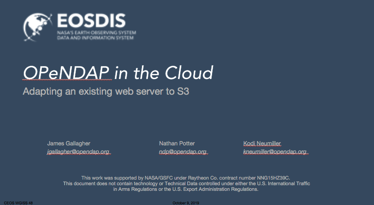 EOSDIS
NASA'S EARTH OBSERVING SYSTEM
DATA AND INFORMATION SYSTEM
OPeNDAP in the Cloud
Adapting an existing web server to S3
James Gallagher
jgallagher@opendap.org
Nathan Potter
ndp@opendap.org
Kodi Neumiller
kneumiller@opendap.org
This work was supported by NASA/GSFC under Raytheon Co. contract number NNG15HZ39C.
This document does not contain technology or Technical Data controlled under either the U.S. International Traffic
in Arms Regulations or the U.S. Export Administration Regulations.